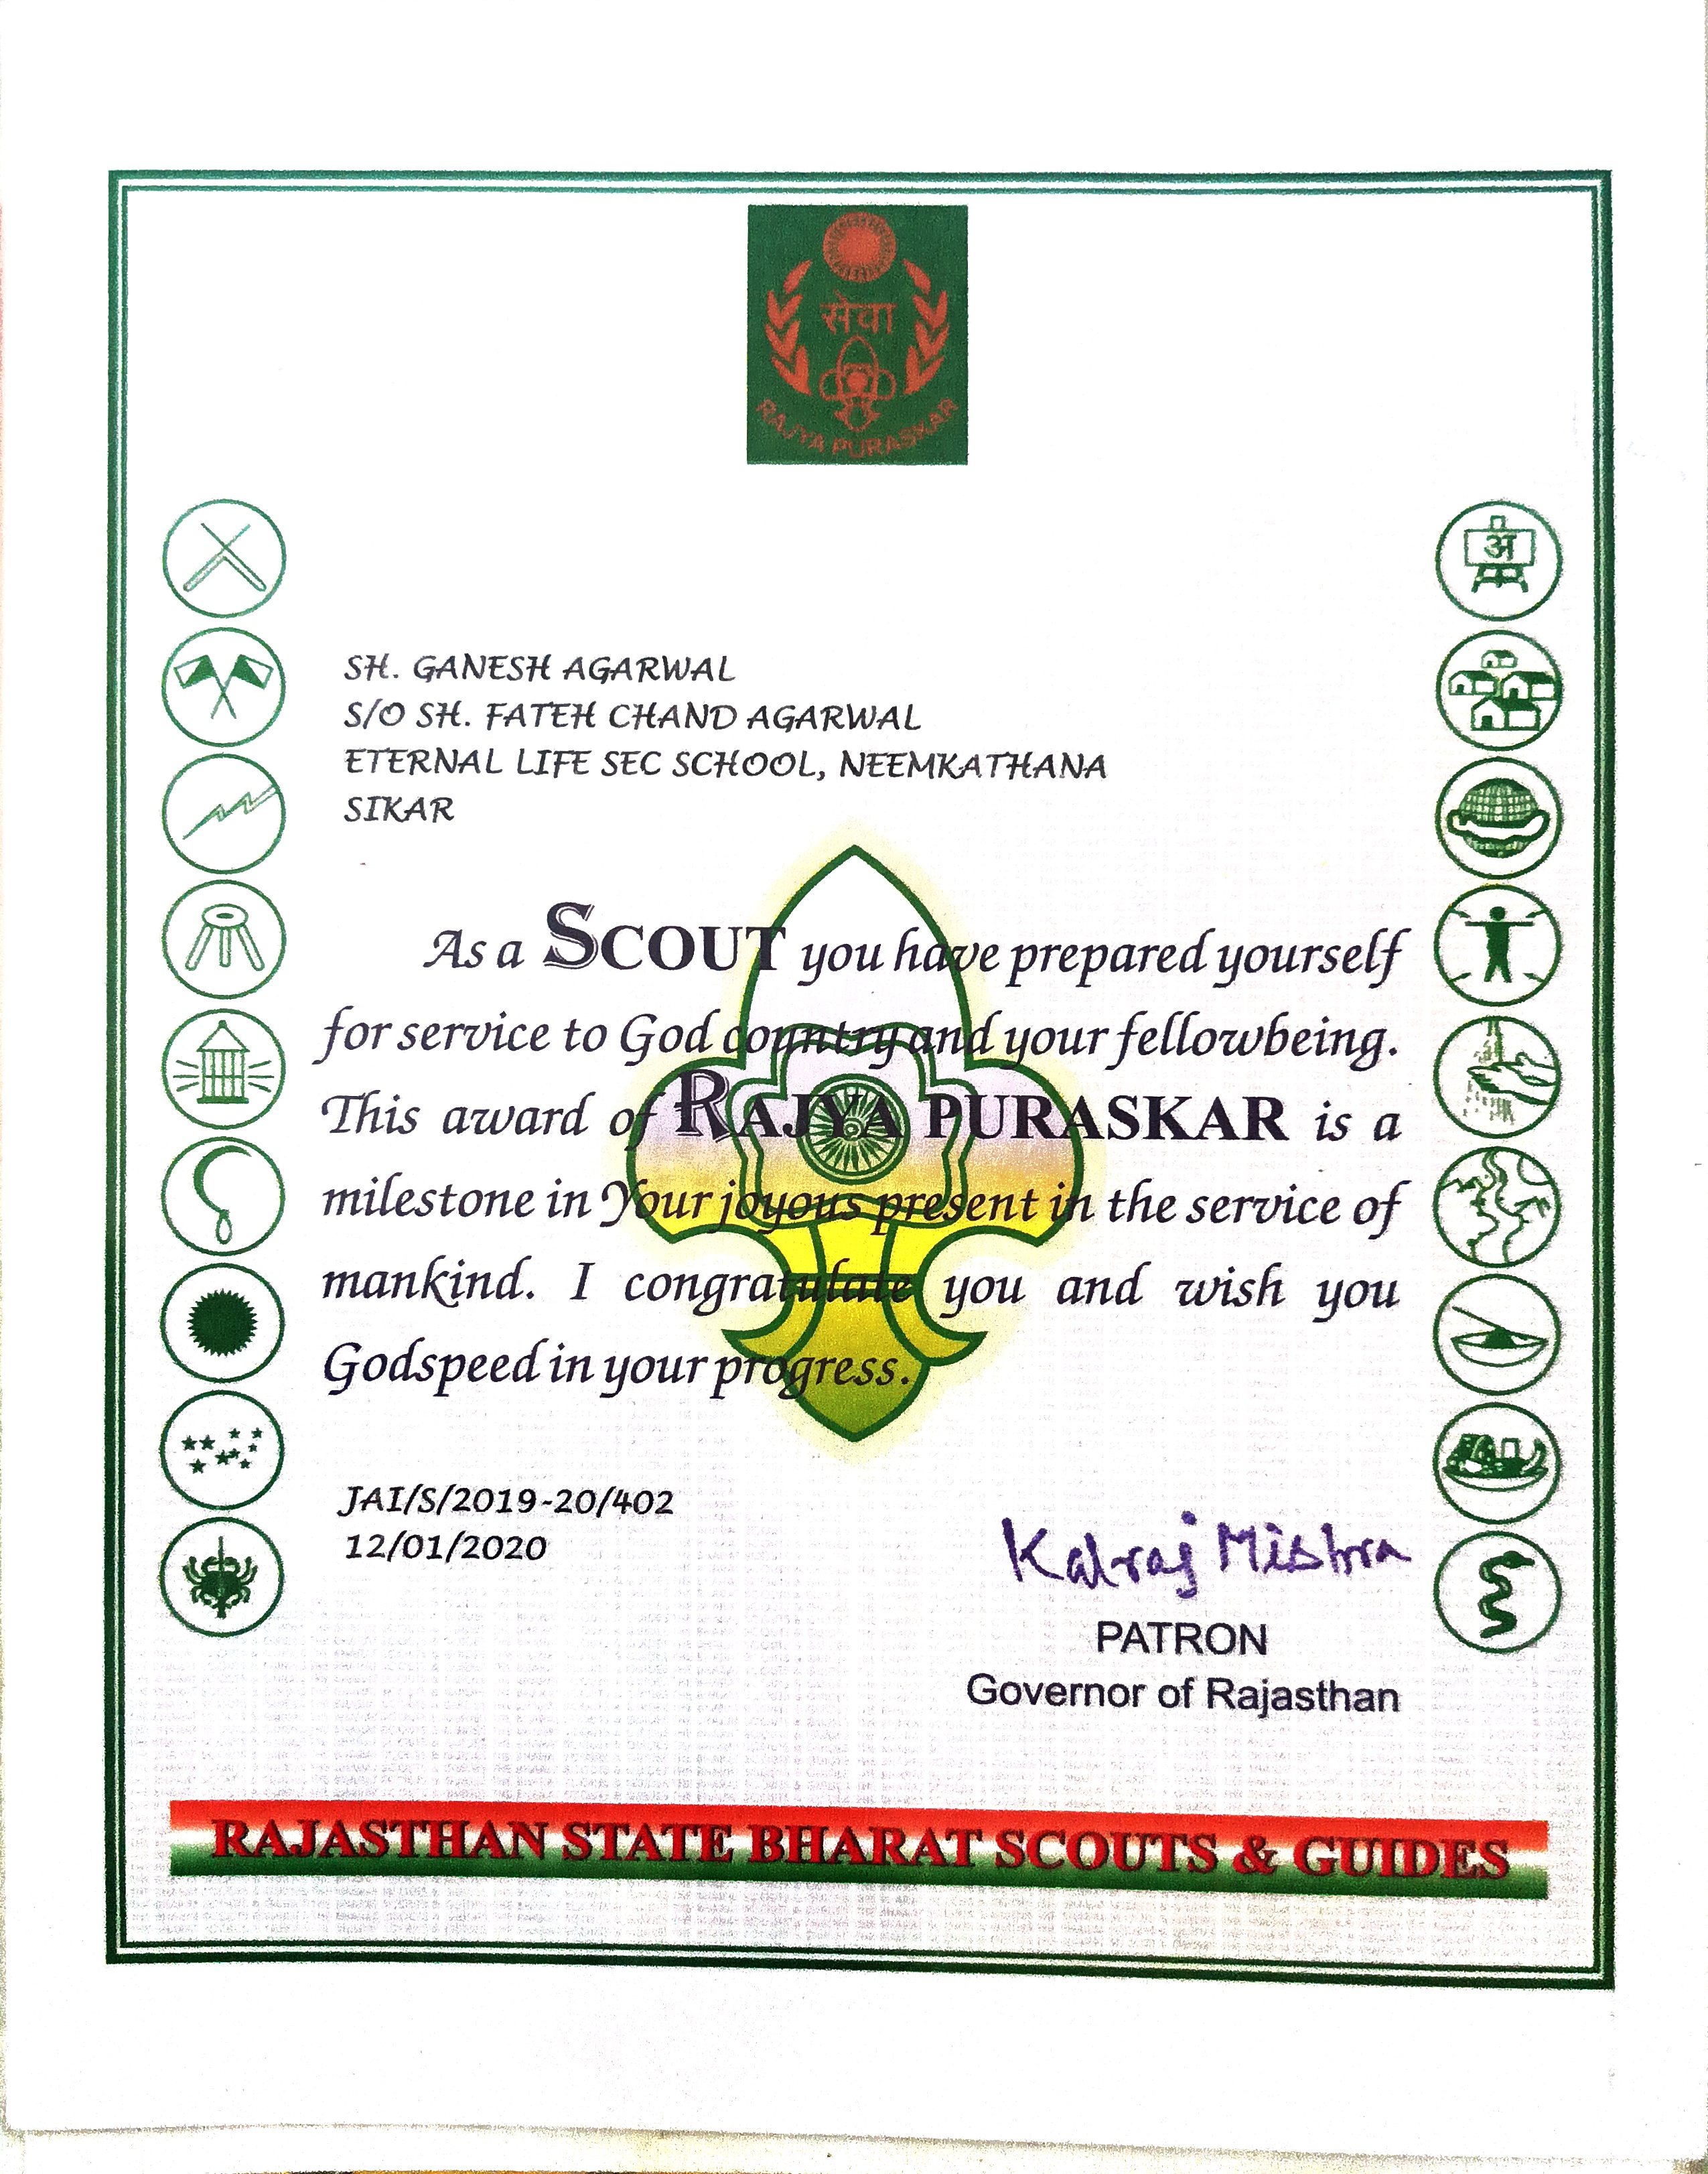 सेवा
RAJYA PURASKAR
अ
SH. GANESH AGARWAL
S/O SH. FATEH CHAND AGARWAL
ETERNAL LIFE SEC SCHOOL, NEEMKATHANA
SIKAR
As a SCOUT you have prepared yourself
for service to God country and your fellowbeing.
This award of RAJYA PURASKAR is a
milestone in Your joyous present in the service of
mankind. I congratulate you and wish you
Godspeed in your progress.
JAI/S/2019-20/402
12/01/2020
Kalraj Mishra
PATRON
Governor of Rajasthan
RAJASTHAN STATE BHARAT SCOUTS & GUIDES